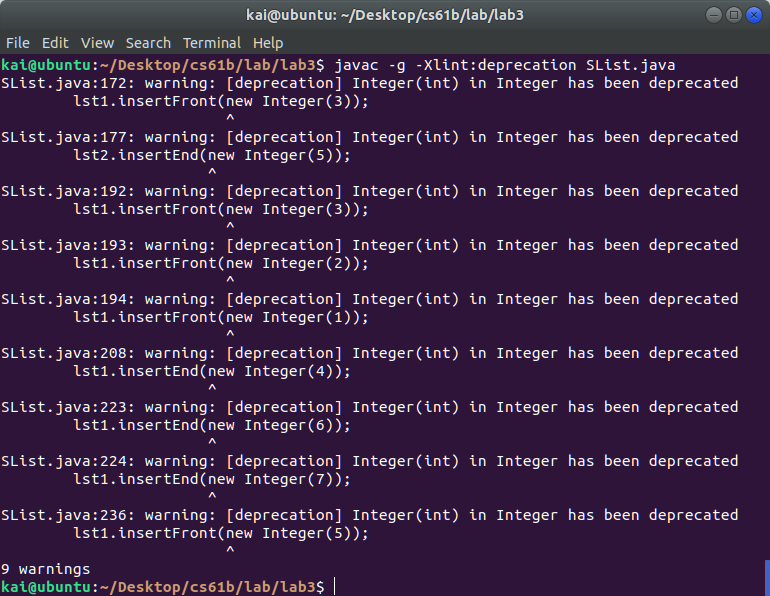 kai@ubuntu: ~/Desktop/cs61b/lab/lab3
File Edit View Search Terminal Help
kai@ubuntu:~/Desktop/cs61b/lab/lab3$ javac -g -Xlint:deprecation SList.java
SList.java:172: warning: [deprecation] Integer(int) in Integer has been deprecated
        lst1.insertFront(new Integer(3));
                         ^
SList.java:177: warning: [deprecation] Integer(int) in Integer has been deprecated
        lst2.insertEnd(new Integer(5));
                       ^
SList.java:192: warning: [deprecation] Integer(int) in Integer has been deprecated
        lst1.insertFront(new Integer(3));
                         ^
SList.java:193: warning: [deprecation] Integer(int) in Integer has been deprecated
        lst1.insertFront(new Integer(2));
                         ^
SList.java:194: warning: [deprecation] Integer(int) in Integer has been deprecated
        lst1.insertFront(new Integer(1));
                         ^
SList.java:208: warning: [deprecation] Integer(int) in Integer has been deprecated
        lst1.insertEnd(new Integer(4));
                       ^
SList.java:223: warning: [deprecation] Integer(int) in Integer has been deprecated
        lst1.insertEnd(new Integer(6));
                       ^
SList.java:224: warning: [deprecation] Integer(int) in Integer has been deprecated
        lst1.insertEnd(new Integer(7));
                       ^
SList.java:236: warning: [deprecation] Integer(int) in Integer has been deprecated
        lst1.insertFront(new Integer(5));
                         ^
9 warnings
kai@ubuntu:~/Desktop/cs61b/lab/lab3$